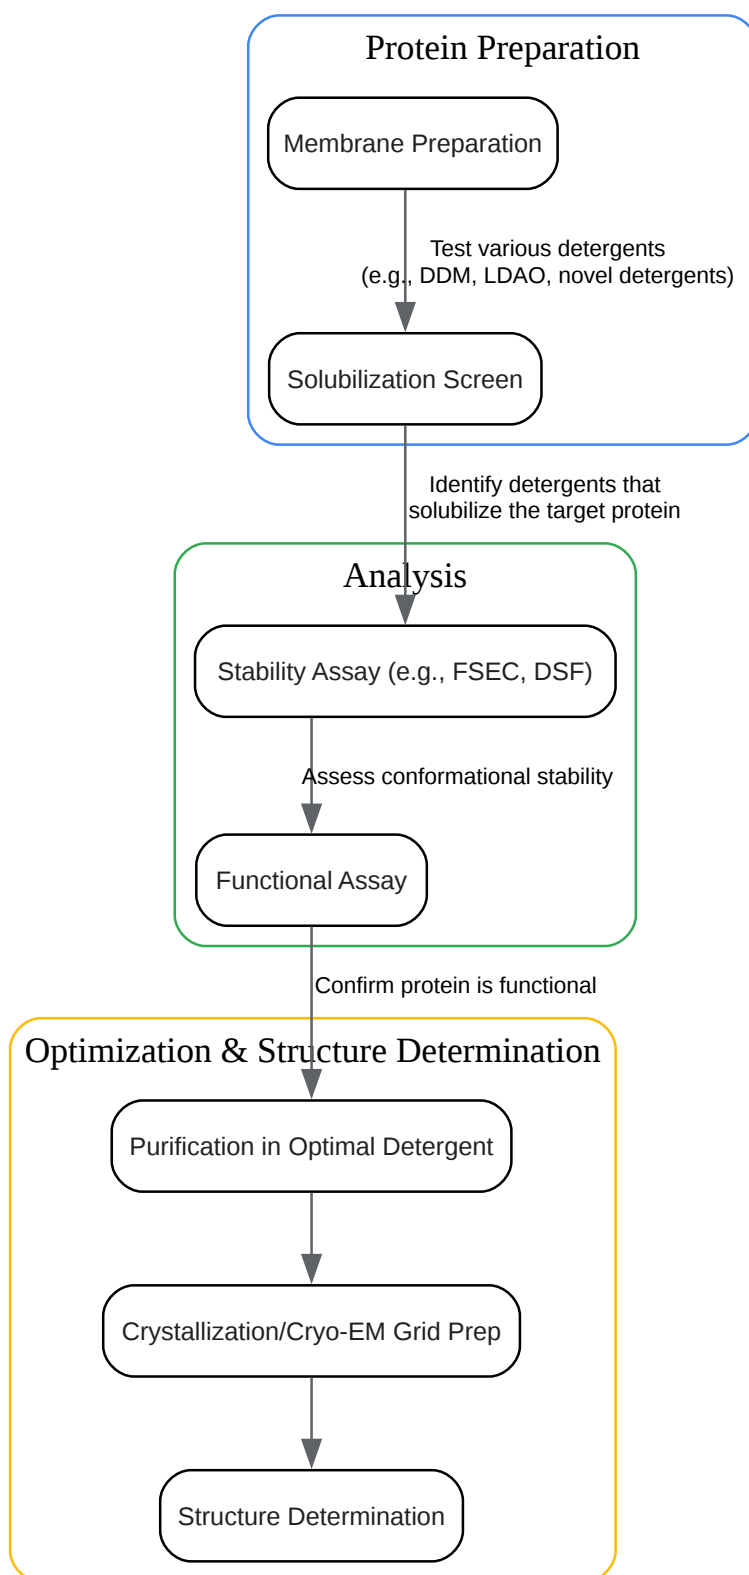 Protein Preparation
Membrane Preparation
Test various detergents
(e.g., DDM, LDAO, novel detergents)
Solubilization Screen
Identify detergents that
solubilize the target protein
Analysis
Stability Assay (e.g., FSEC, DSF)
Assess conformational stability
Functional Assay
Confirm protein is functional
Optimization & Structure Determination
Purification in Optimal Detergent
Crystallization/Cryo-EM Grid Prep
Structure Determination